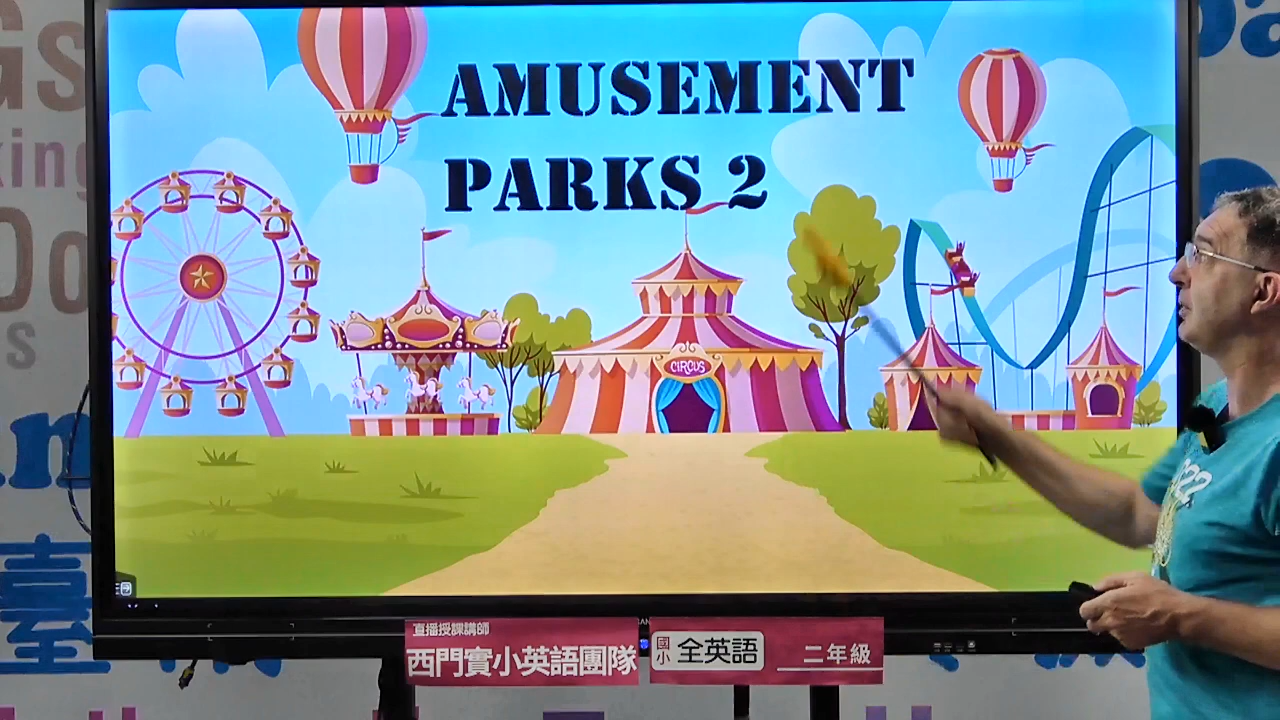 AMUSEMENT
PARKS 2
CIRCUS
直播授課講師
西門實小英語團隊
國小 全英語 二年級
臺